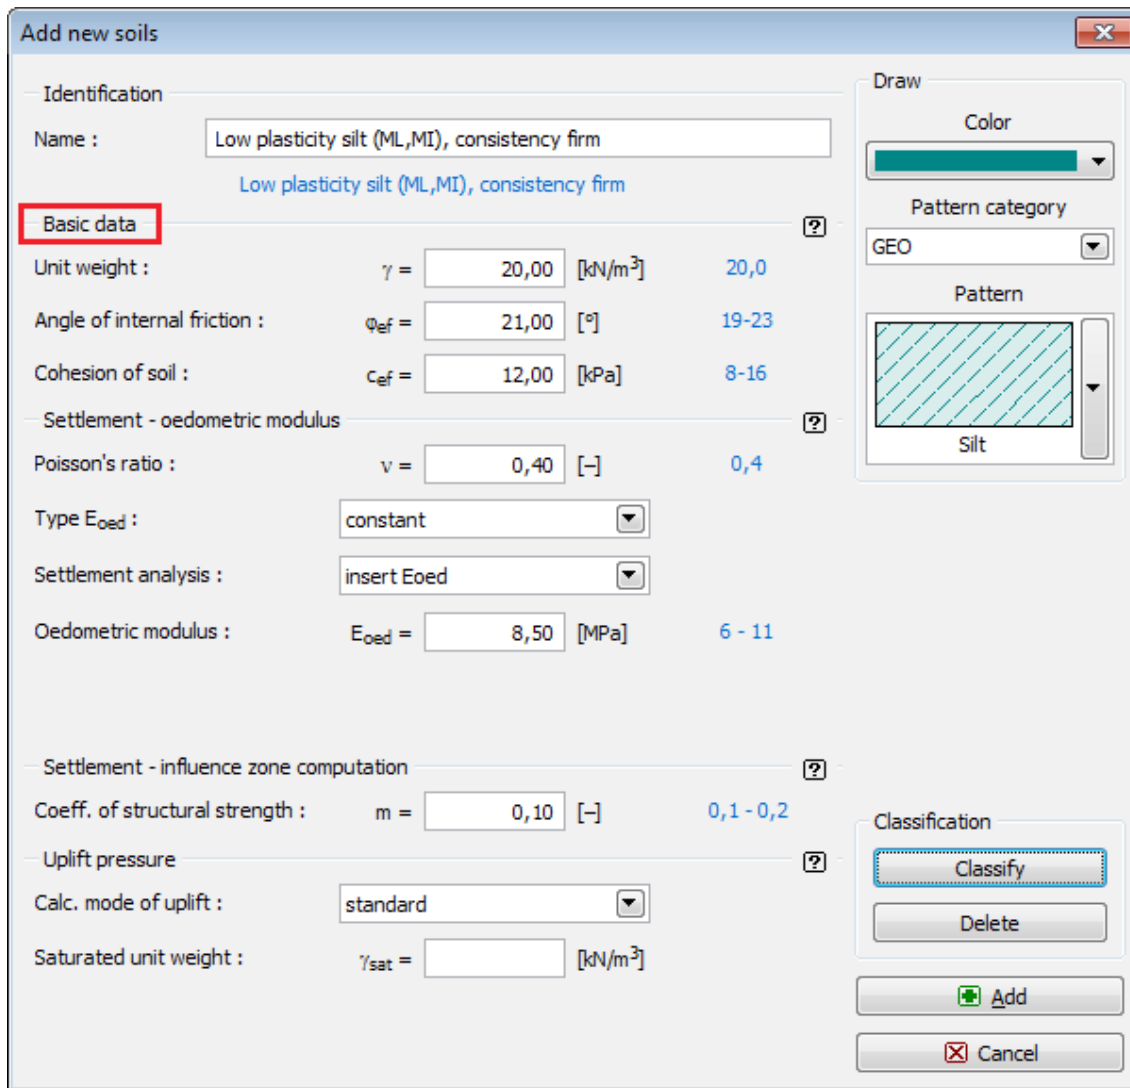 Add new soils
Identification
Name :
Low plasticity silt (ML,MI), consistency firm
Low plasticity silt (ML,MI), consistency firm
Basic data
Unit weight : γ = 20,00 [kN/m³] 20,0
Angle of internal friction : φef = 21,00 [°] 19-23
Cohesion of soil : cef = 12,00 [kPa] 8-16
Settlement - oedometric modulus
Poisson's ratio : ν = 0,40 [–] 0,4
Type Eoed : constant
Settlement analysis : insert Eoed
Oedometric modulus : Eoed = 8,50 [MPa] 6 - 11
Settlement - influence zone computation
Coeff. of structural strength : m = 0,10 [–] 0,1 - 0,2
Uplift pressure
Calc. mode of uplift : standard
Saturated unit weight : γsat = [kN/m³]
Draw
Color
Pattern category
GEO
Pattern
Silt
Classification
Classify
Delete
Add
Cancel